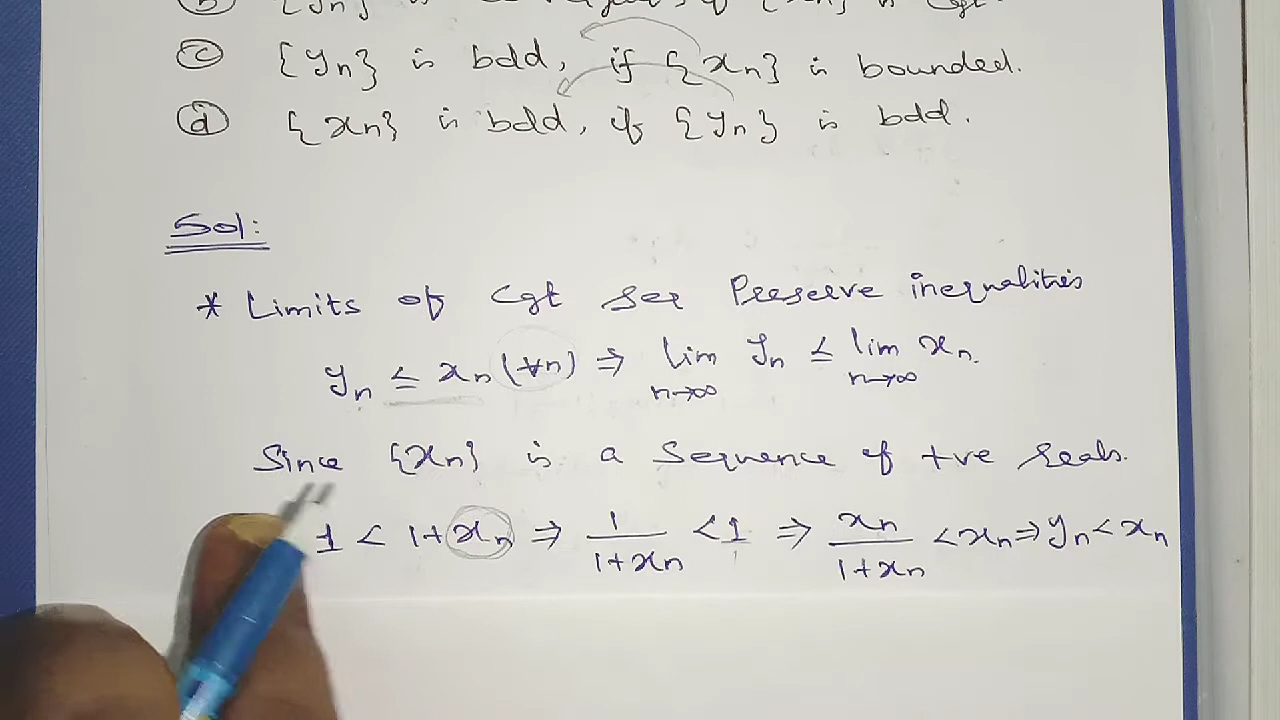 ⓒ {yn} is bdd, if {xn} is bounded.
ⓓ {xn} is bdd, if {yn} is bdd.
Sol:
* Limits of cgt seq Preserve inequalities
yn ≤ xn (∀n) ⇒ lim n→∞ yn ≤ lim n→∞ xn.
Since {xn} is a sequence of +ve reals.
1 < 1+xn ⇒ 1/(1+xn) < 1 ⇒ xn/(1+xn) < xn ⇒ yn < xn